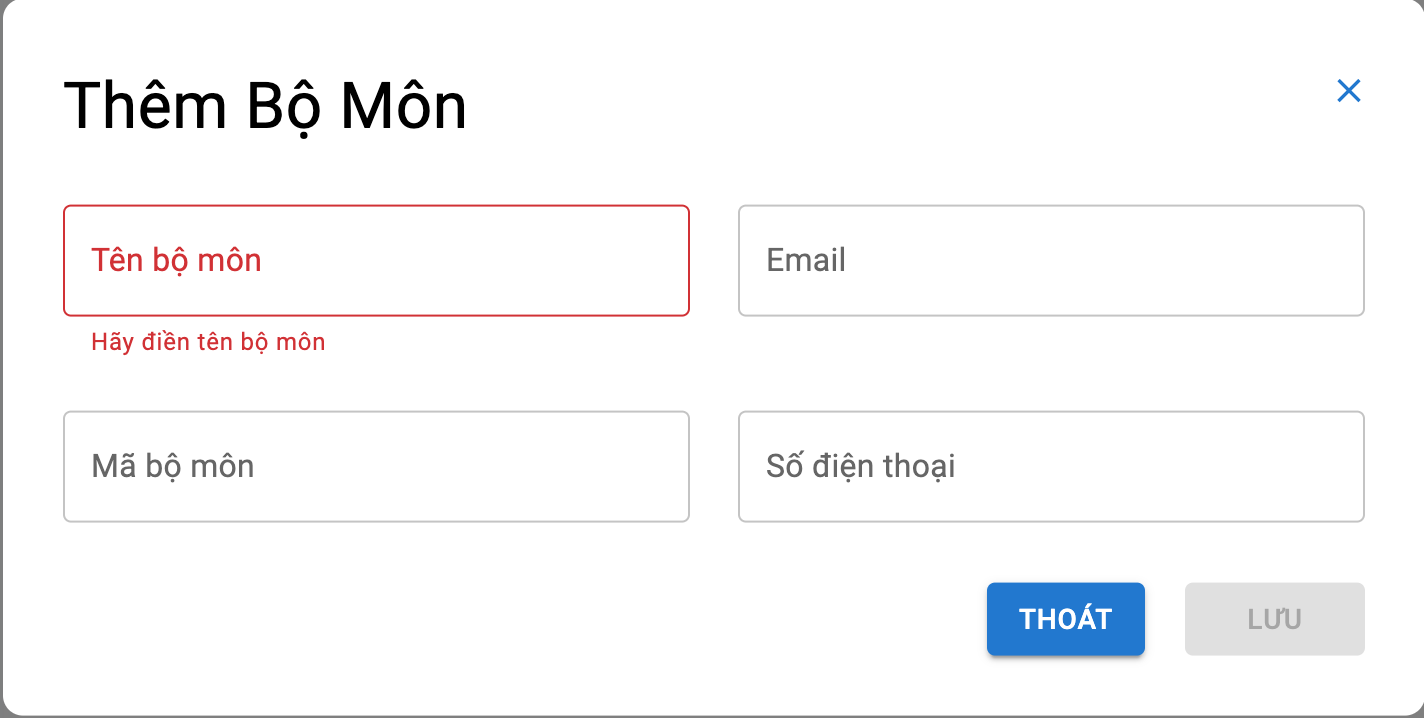 Thêm Bộ Môn
Tên bộ môn
Email
Hãy điền tên bộ môn
Mã bộ môn
Số điện thoại
THOÁT
LƯU